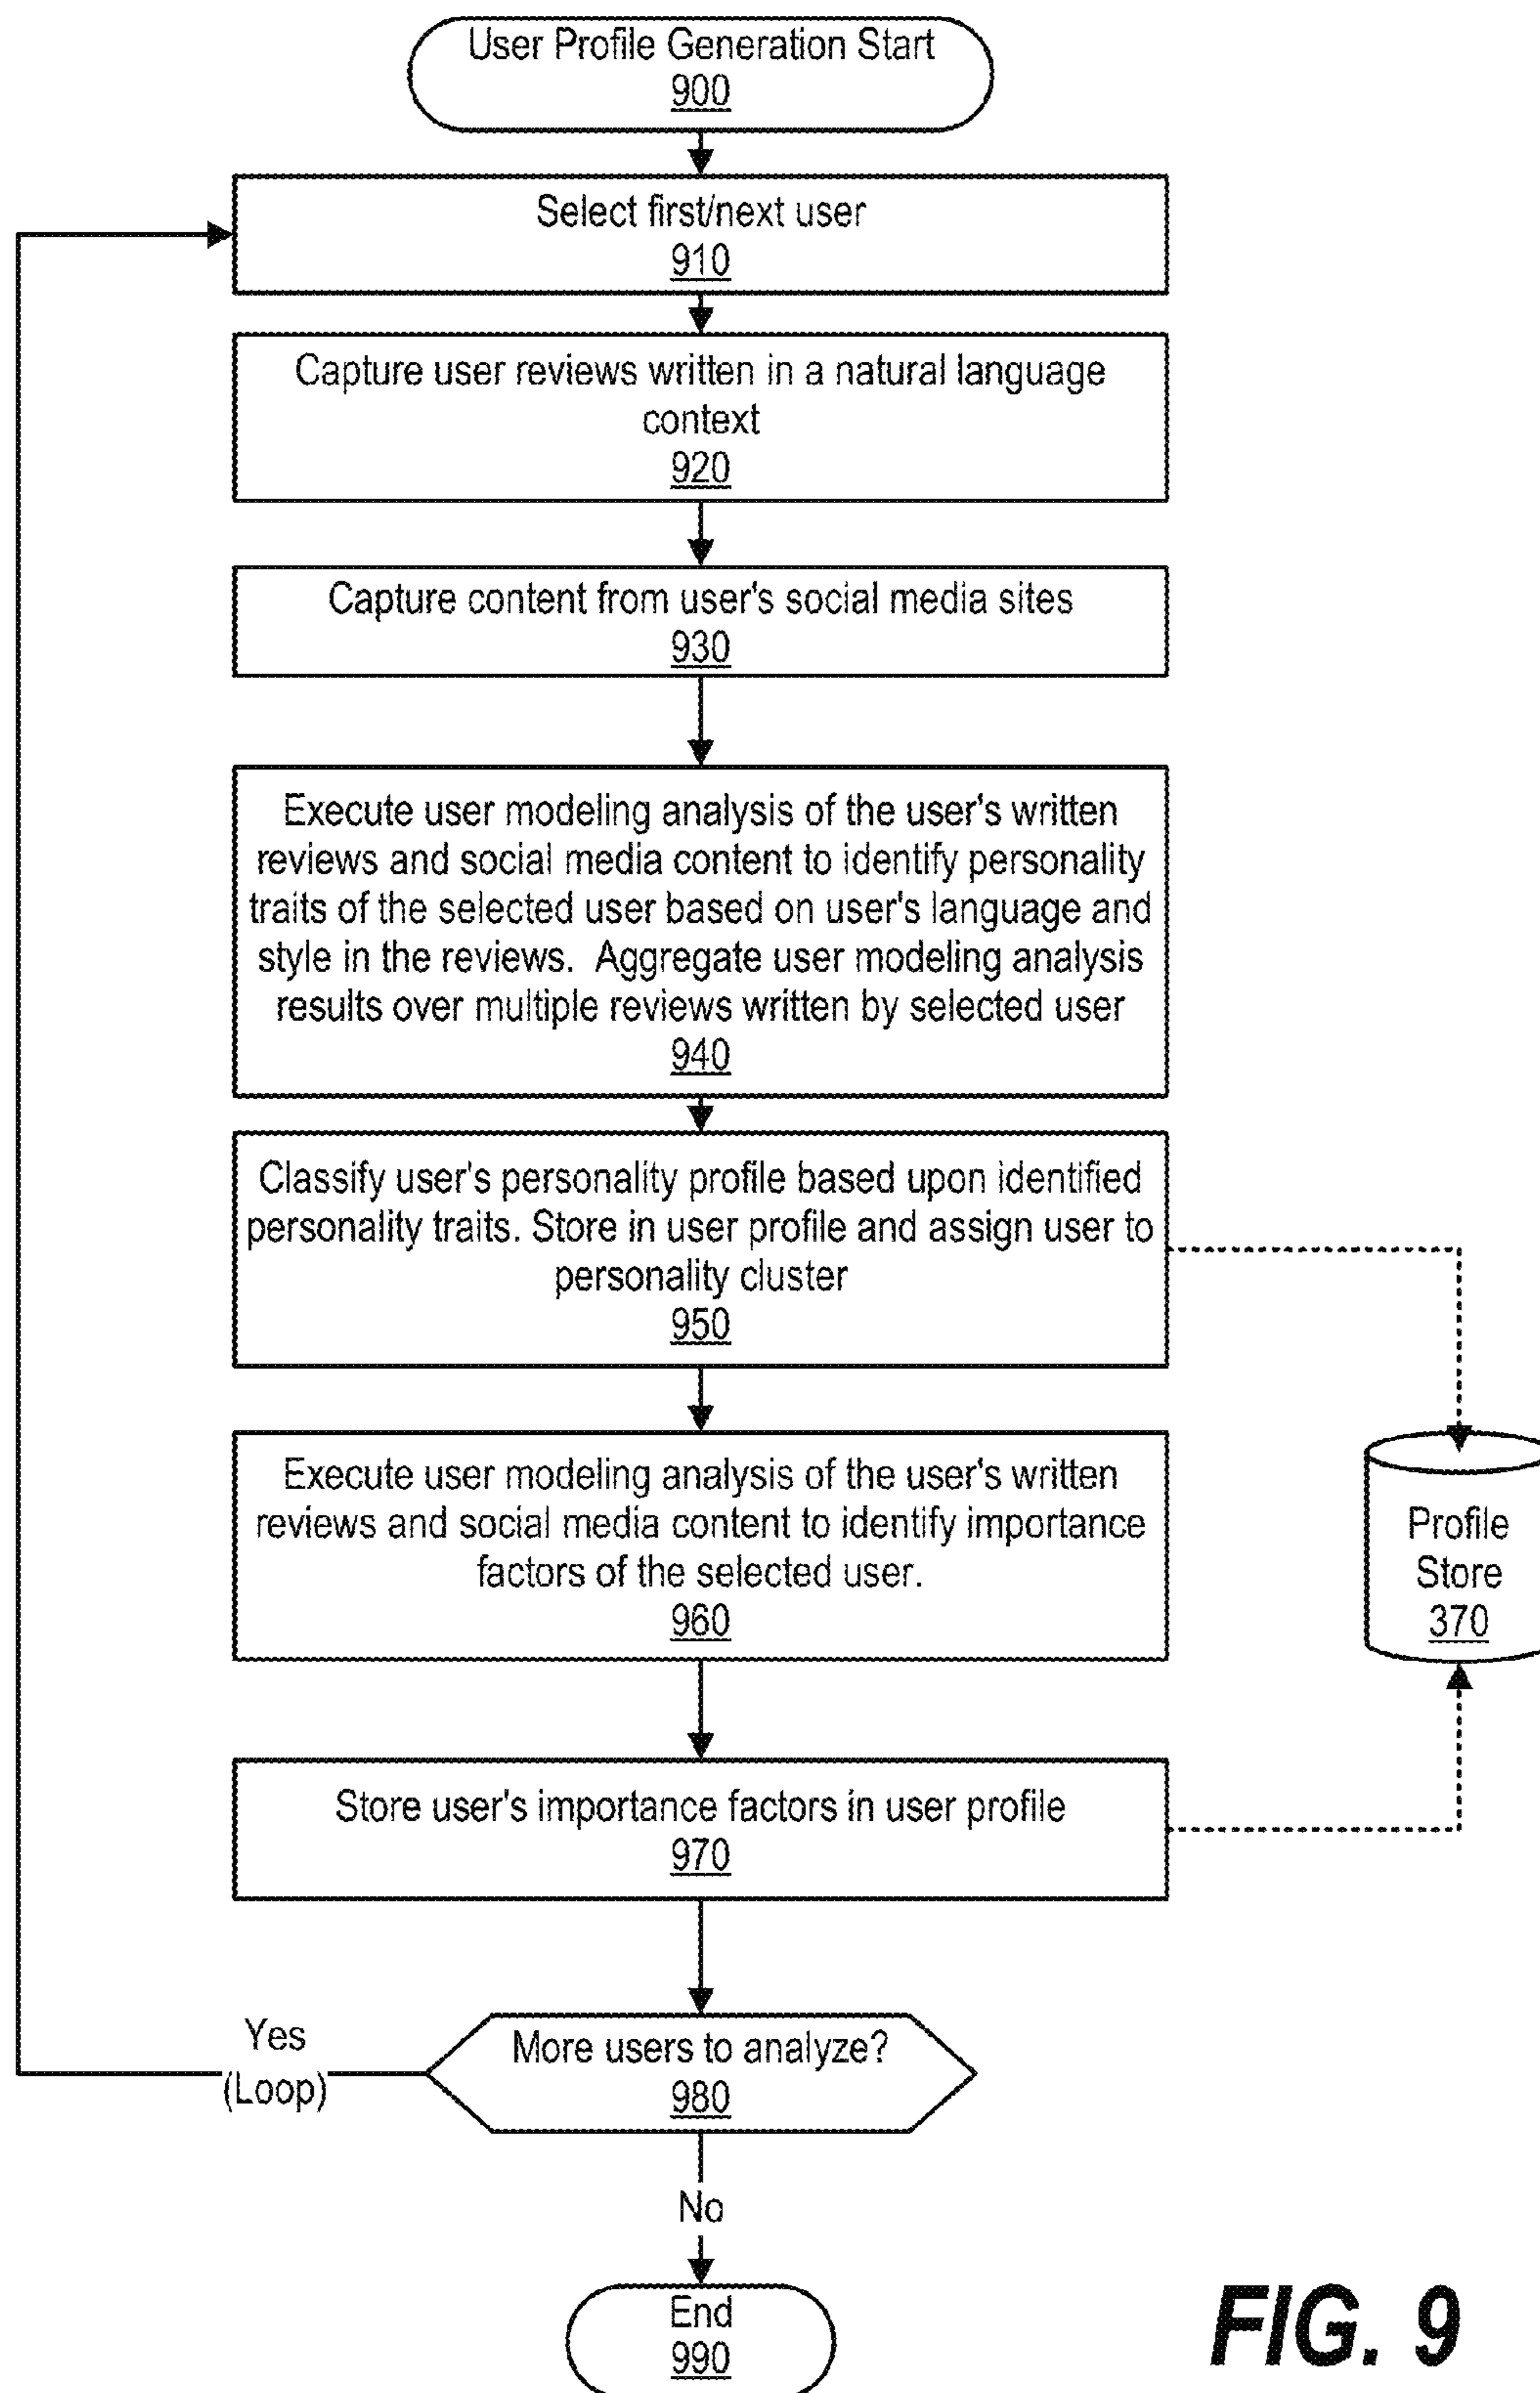 User Profile Generation Start
900
Select first/next user
910
Capture user reviews written in a natural language
context
920
Capture content from user's social media sites
930
Execute user modeling analysis of the user's written
reviews and social media content to identify personality
traits of the selected user based on user's language and
style in the reviews.  Aggregate user modeling analysis
results over multiple reviews written by selected user
940
Classify user's personality profile based upon identified
personality traits. Store in user profile and assign user to
personality cluster
950
Execute user modeling analysis of the user's written
reviews and social media content to identify importance
factors of the selected user.
960
Profile
Store
370
Store user's importance factors in user profile
970
More users to analyze?
980
Yes
(Loop)
No
End
990
FIG. 9